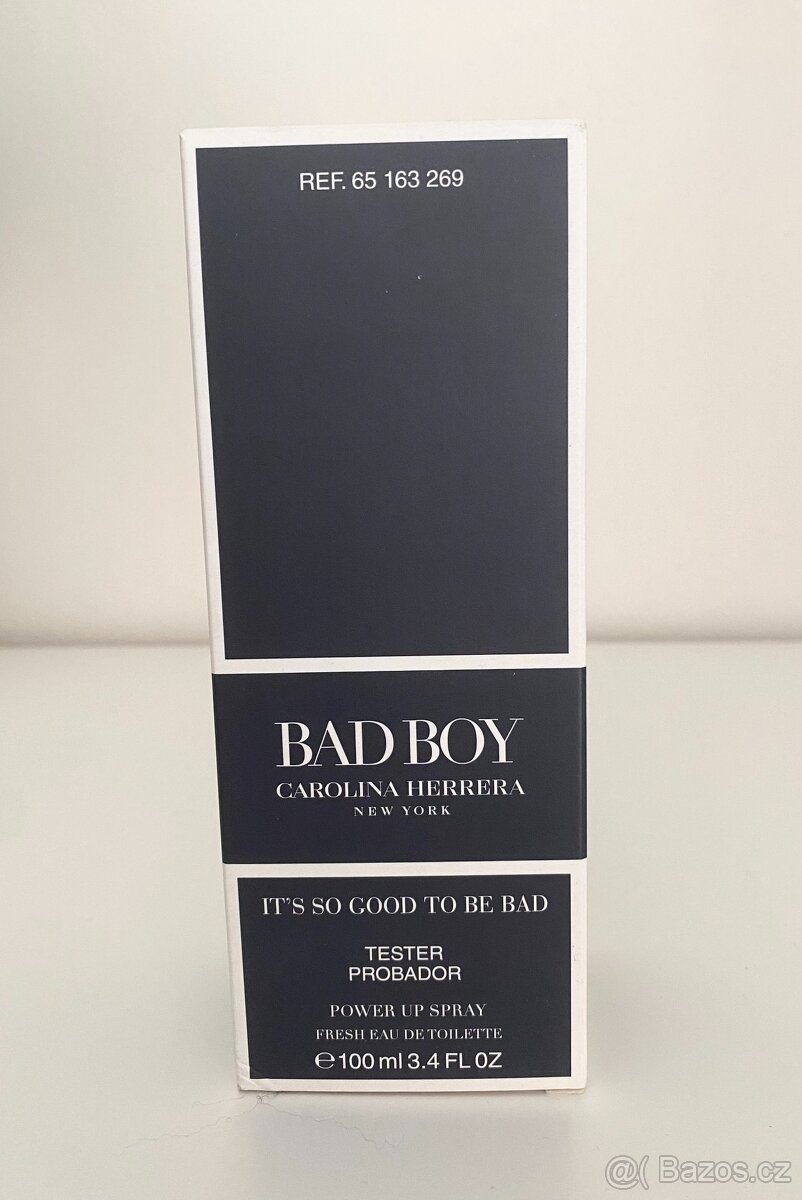 REF. 65 163 269
BAD BOY
CAROLINA HERRERA
NEW YORK
IT'S SO GOOD TO BE BAD
TESTER
PROBADOR
POWER UP SPRAY
FRESH EAU DE TOILETTE
℮ 100 ml 3.4 FL OZ
@( Bazos.cz